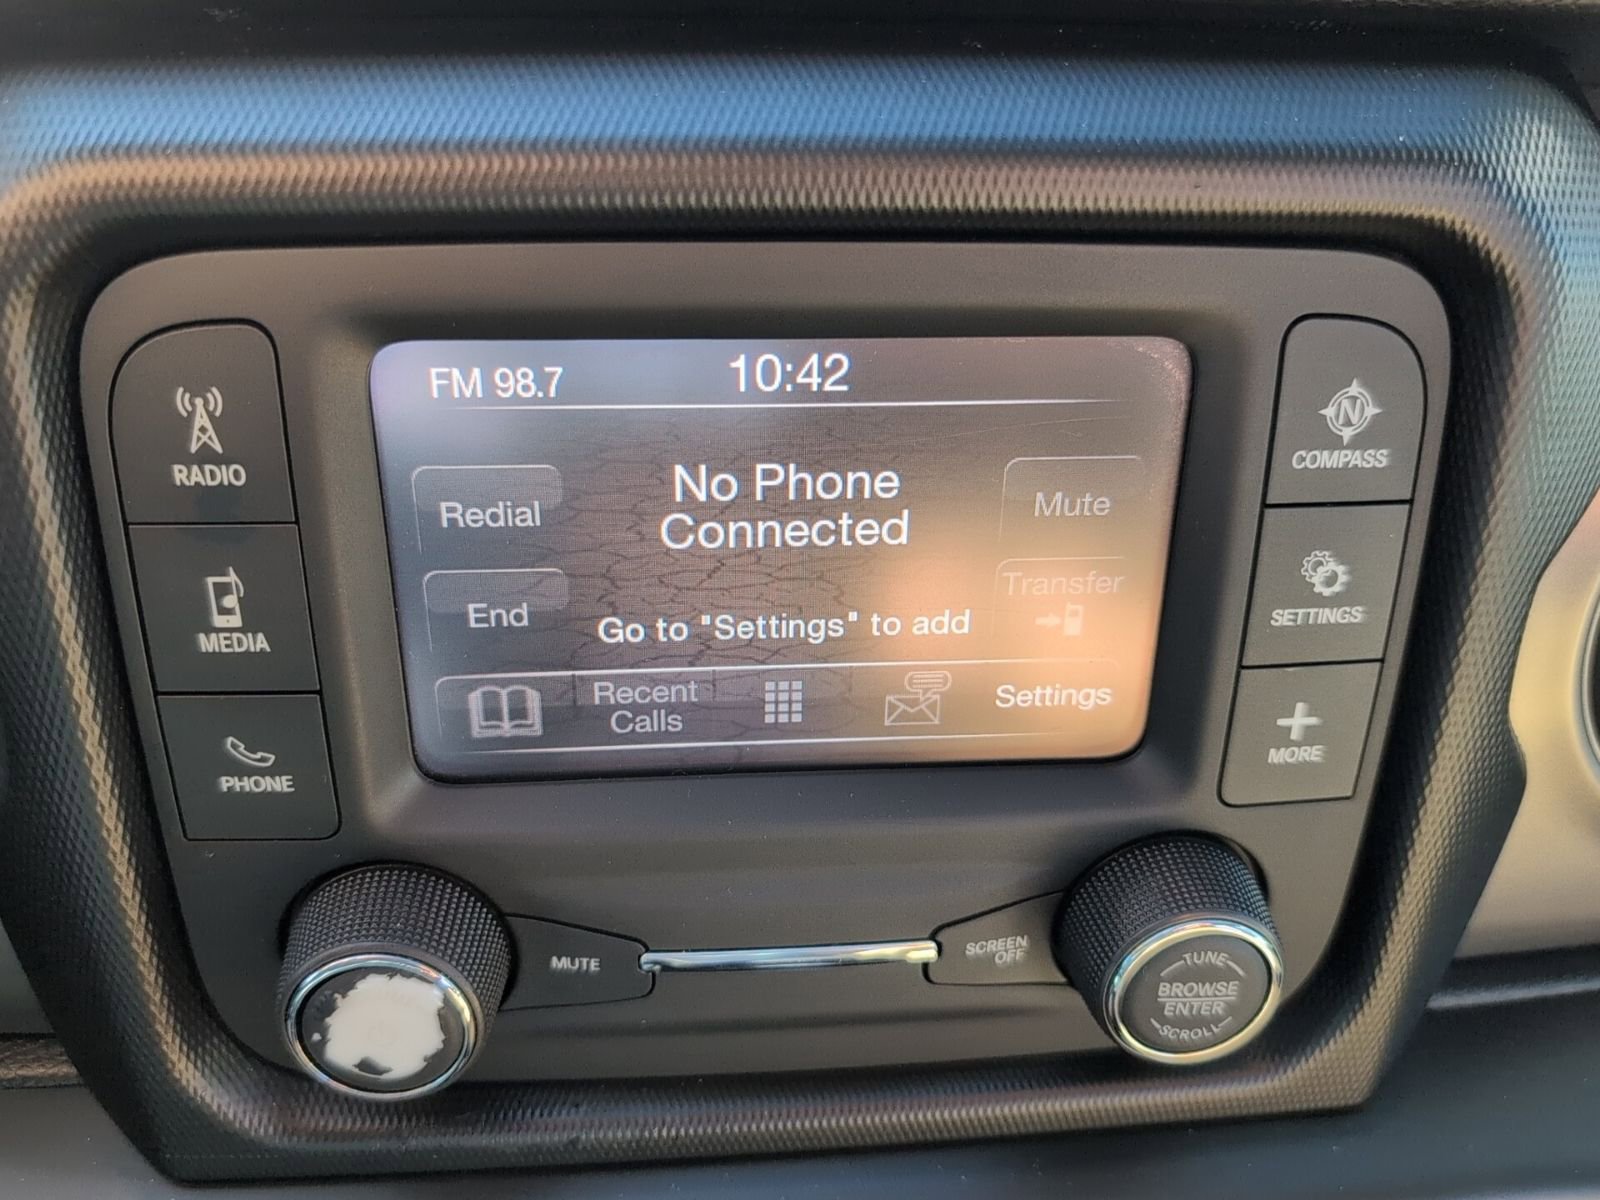 FM 98.7
10:42
RADIO
MEDIA
PHONE
Redial
End
No Phone
Connected
Go to "Settings" to add
Mute
Transfer
Recent
Calls
Settings
N
COMPASS
SETTINGS
MORE
MUTE
SCREEN
OFF
TUNE
BROWSE
ENTER
SCROLL